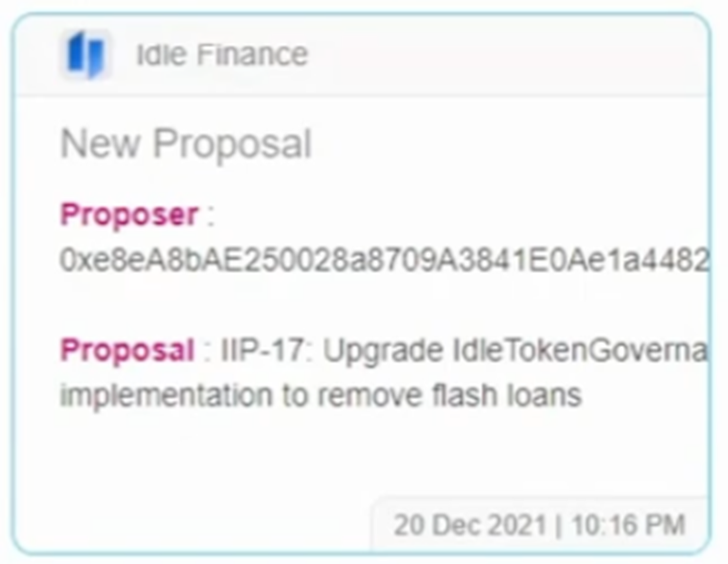 Idle Finance
New Proposal
Proposer :
0xe8eA8bAE250028a8709A3841E0Ae1a4482
Proposal : IIP-17: Upgrade IdleTokenGoverna
implementation to remove flash loans
20 Dec 2021 | 10:16 PM